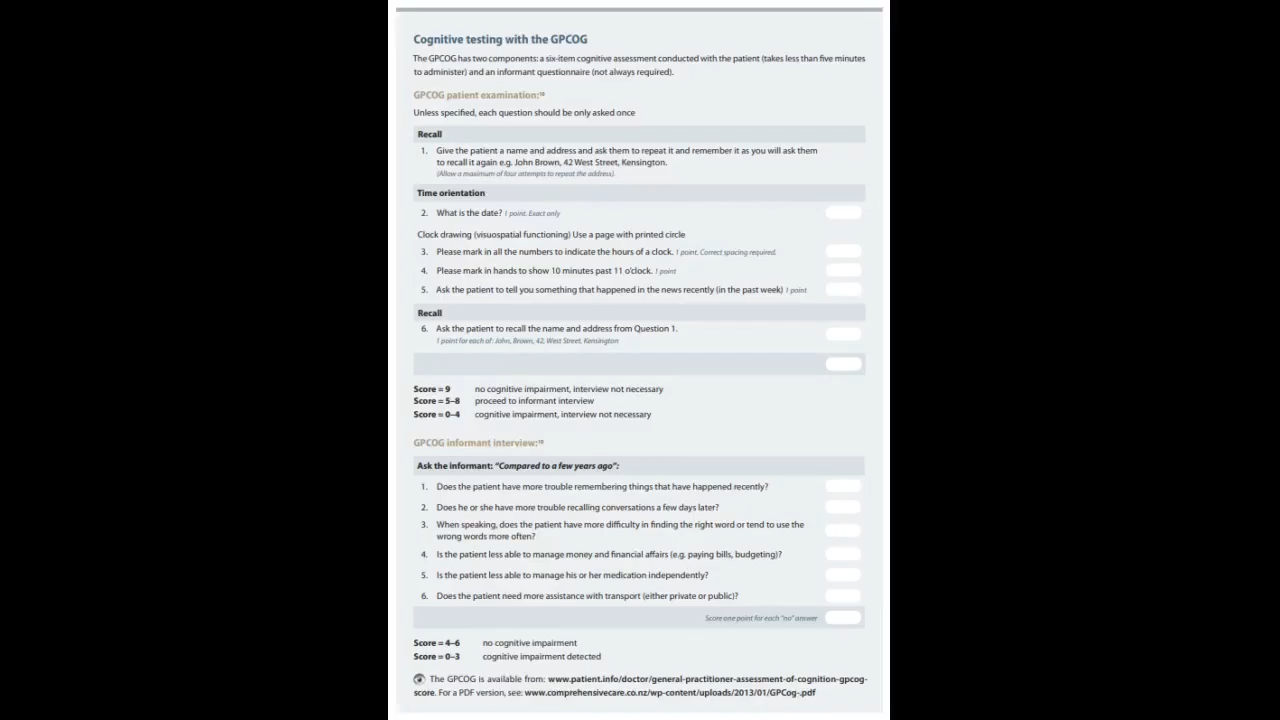 Cognitive testing with the GPCOG
The GPCOG has two components: a six-item cognitive assessment conducted with the patient (takes less than five minutes
to administer) and an informant questionnaire (not always required).
GPCOG patient examination:¹⁹
Unless specified, each question should be only asked once
Recall
1. Give the patient a name and address and ask them to repeat it and remember it as you will ask them
to recall it again e.g. John Brown, 42 West Street, Kensington.
(Allow a maximum of four attempts to repeat the address).
Time orientation
2. What is the date? 1 point. Exact only
Clock drawing (visuospatial functioning) Use a page with printed circle
3. Please mark in all the numbers to indicate the hours of a clock. 1 point. Correct spacing required.
4. Please mark in hands to show 10 minutes past 11 o'clock. 1 point
5. Ask the patient to tell you something that happened in the news recently (in the past week) 1 point
Recall
6. Ask the patient to recall the name and address from Question 1.
1 point for each of: John, Brown, 42, West Street, Kensington
Score = 9 no cognitive impairment, interview not necessary
Score = 5–8 proceed to informant interview
Score = 0–4 cognitive impairment, interview not necessary
GPCOG informant interview:¹⁹
Ask the informant: "Compared to a few years ago":
1. Does the patient have more trouble remembering things that have happened recently?
2. Does he or she have more trouble recalling conversations a few days later?
3. When speaking, does the patient have more difficulty in finding the right word or tend to use the
wrong words more often?
4. Is the patient less able to manage money and financial affairs (e.g. paying bills, budgeting)?
5. Is the patient less able to manage his or her medication independently?
6. Does the patient need more assistance with transport (either private or public)?
Score one point for each "no" answer
Score = 4–6 no cognitive impairment
Score = 0–3 cognitive impairment detected
The GPCOG is available from: www.patient.info/doctor/general-practitioner-assessment-of-cognition-gpcog-
score. For a PDF version, see: www.comprehensivecare.co.nz/wp-content/uploads/2013/01/GPCog-.pdf